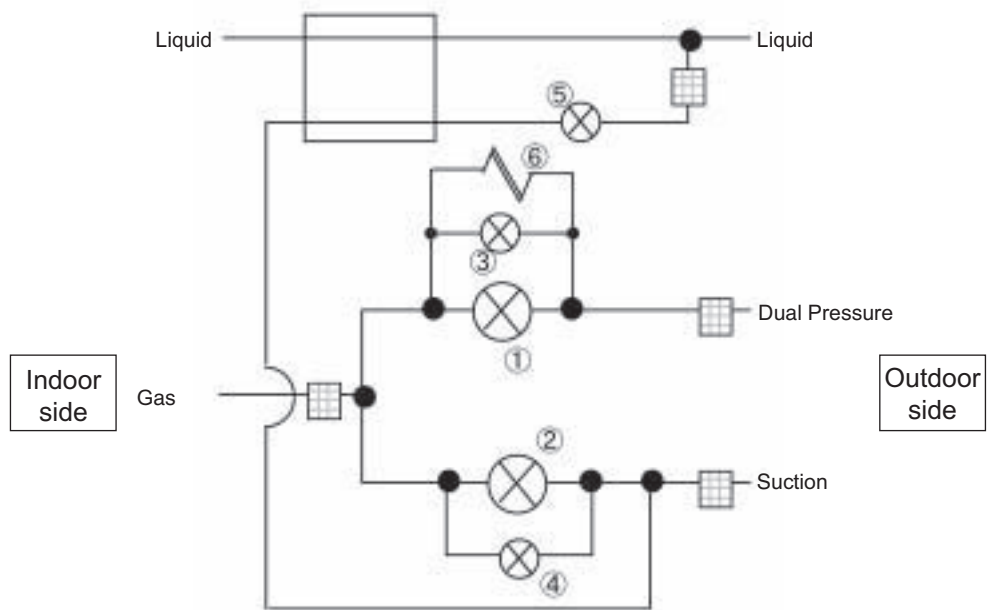 Liquid
Liquid
⑤
⑥
③
Dual Pressure
①
Indoor
side
Gas
Outdoor
side
②
Suction
④